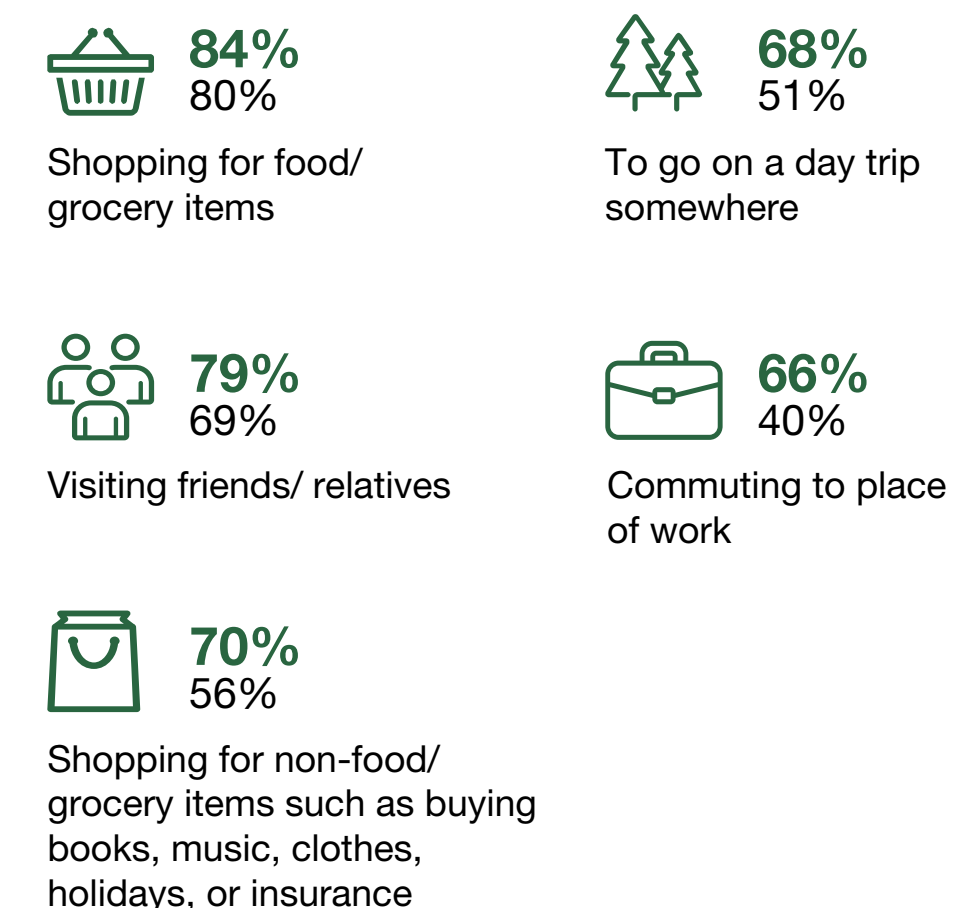 84%
80%
Shopping for food/
grocery items
68%
51%
To go on a day trip
somewhere
79%
69%
Visiting friends/ relatives
66%
40%
Commuting to place
of work
70%
56%
Shopping for non-food/
grocery items such as buying
books, music, clothes,
holidays, or insurance